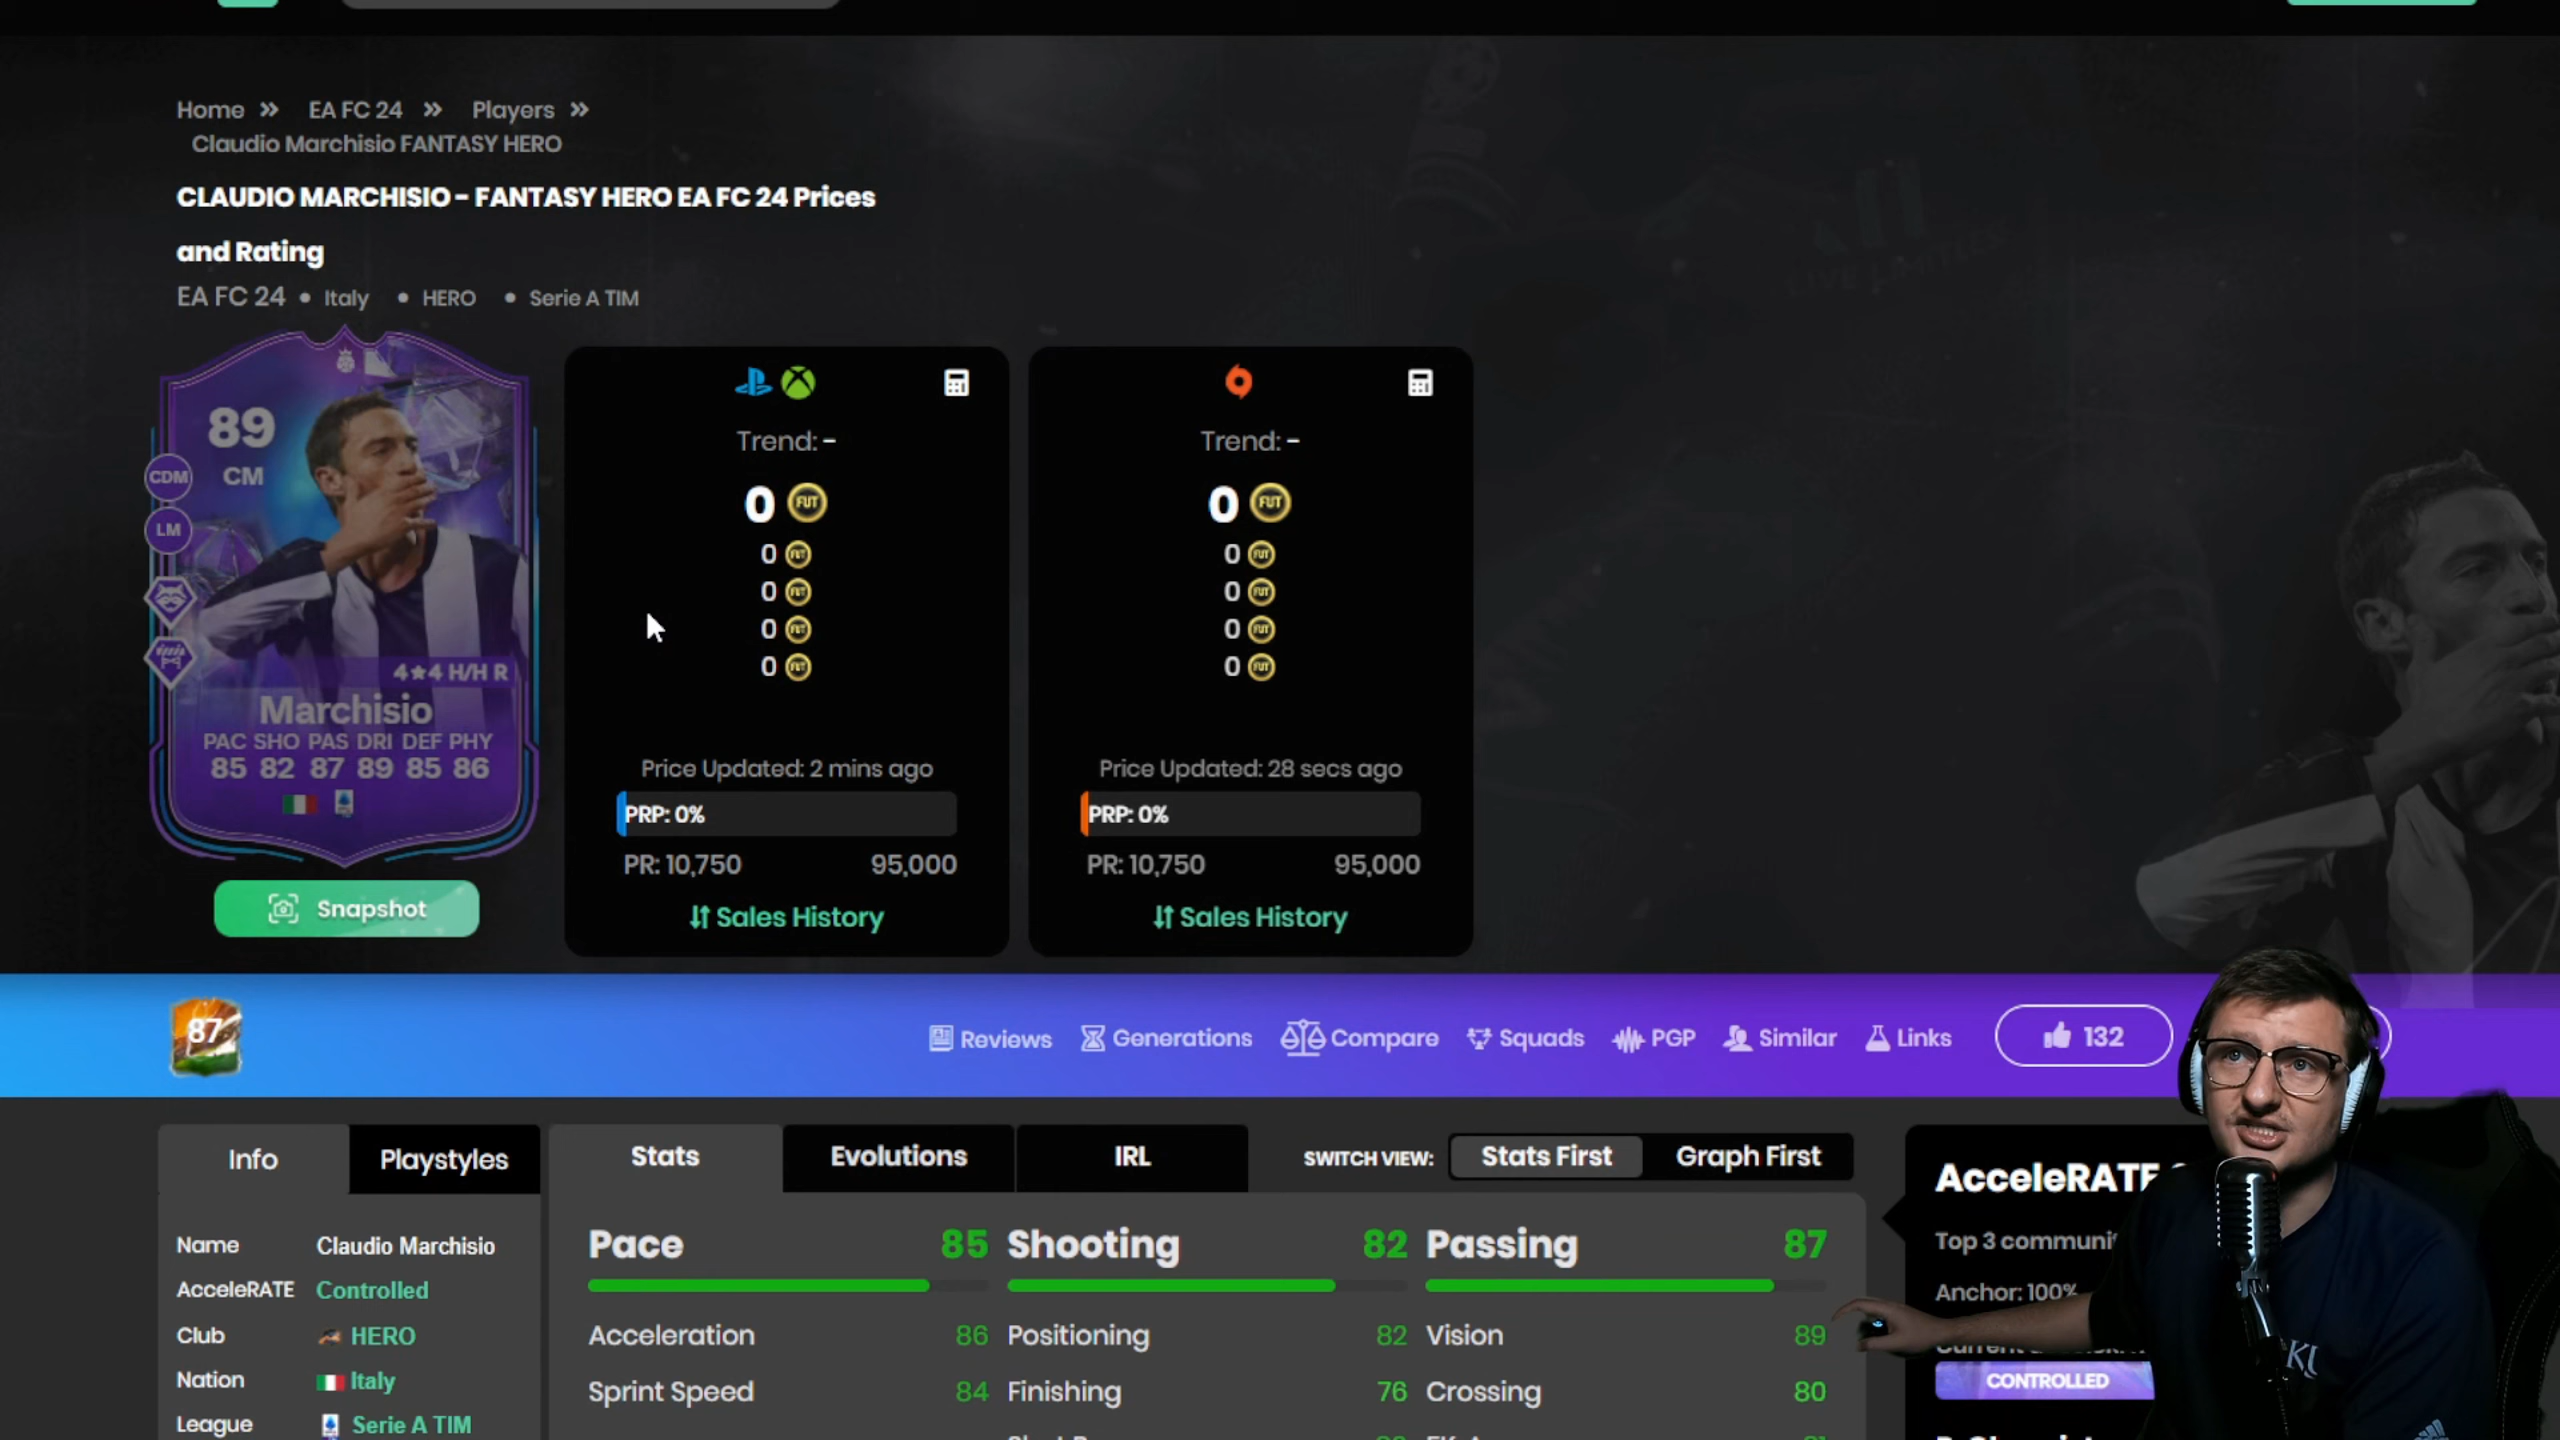 Home » EA FC 24 » Players »
Claudio Marchisio FANTASY HERO
CLAUDIO MARCHISIO - FANTASY HERO EA FC 24 Prices
and Rating
EA FC 24 • Italy • HERO • Serie A TIM
89
CM
CDM
LM
4★4 H/H R
Marchisio
PAC SHO PAS DRI DEF PHY
85 82 87 89 85 86
Snapshot
Trend: -
0 FUT
0
0
0
0
Price Updated: 2 mins ago
PRP: 0%
PR: 10,750 95,000
Sales History
Trend: -
0 FUT
0
0
0
0
Price Updated: 28 secs ago
PRP: 0%
PR: 10,750 95,000
Sales History
87
Reviews Generations Compare Squads PGP Similar Links 132
Info Playstyles
Name Claudio Marchisio
AcceleRATE Controlled
Club HERO
Nation Italy
League Serie A TIM
Stats Evolutions IRL SWITCH VIEW: Stats First Graph First
Pace 85 Shooting 82 Passing 87
Acceleration 86 Positioning 82 Vision 89
Sprint Speed 84 Finishing 76 Crossing 80
AcceleRATE
Top 3
Anchor: 100%
CONTROLLED